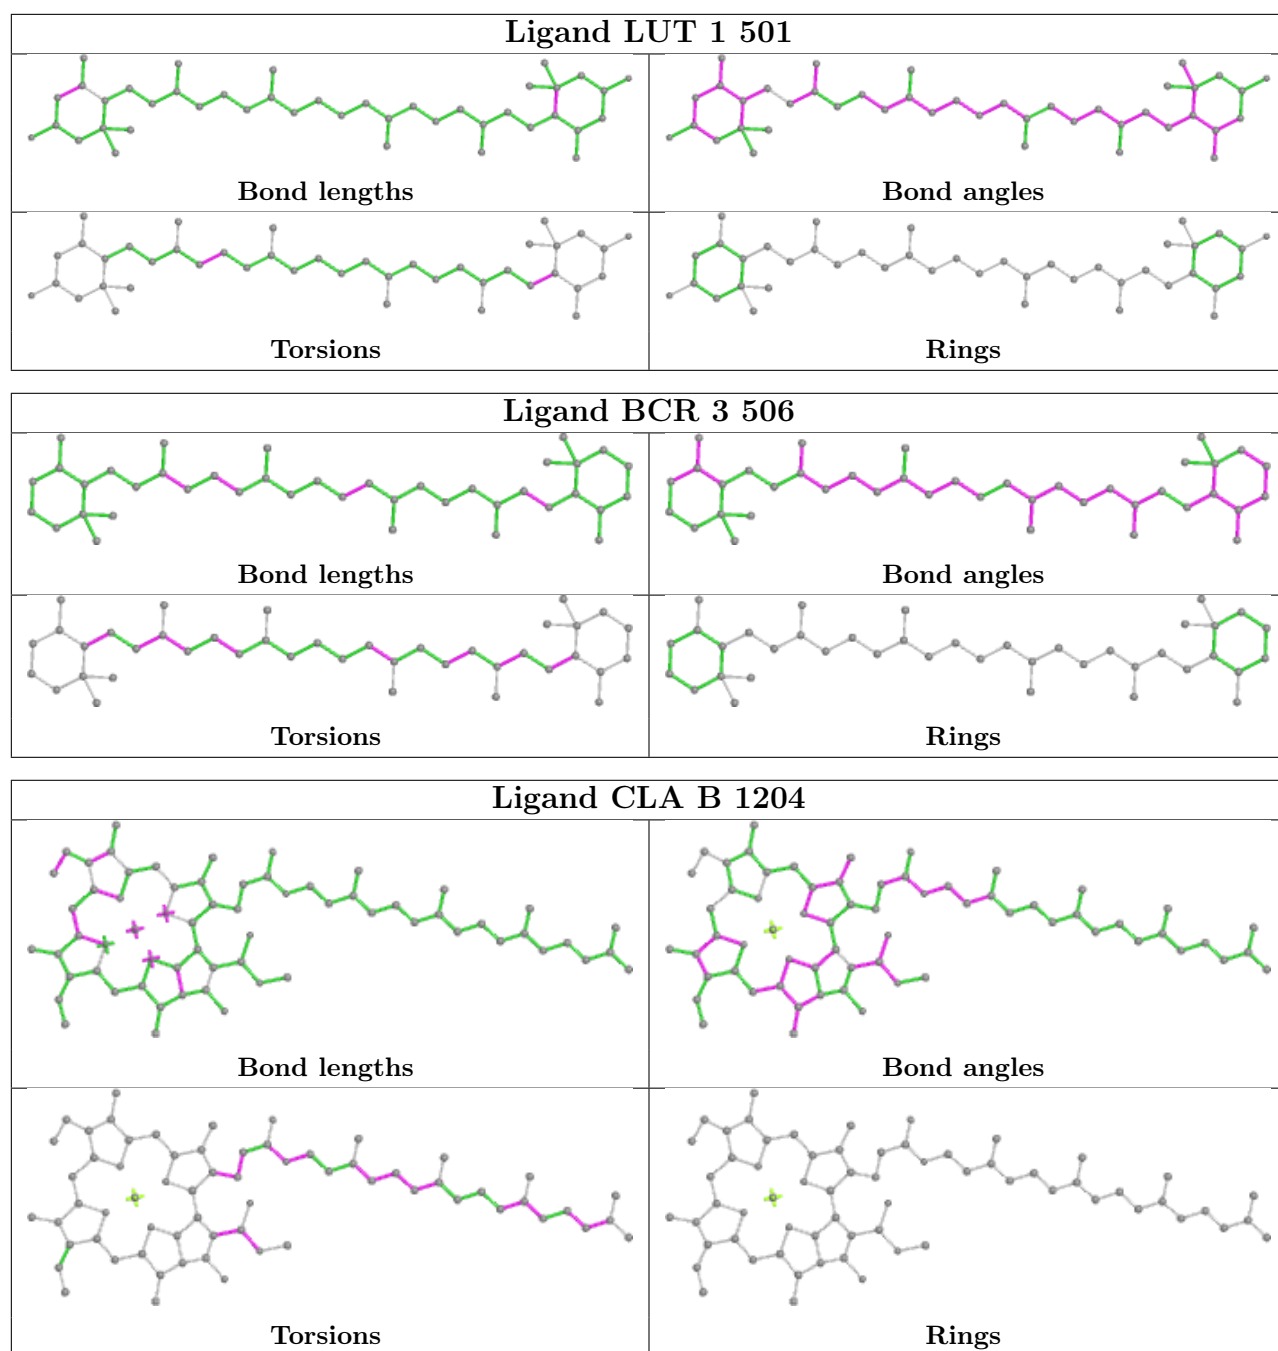 Ligand LUT 1 501
Bond lengths
Bond angles
Torsions
Rings
Ligand BCR 3 506
Bond lengths
Bond angles
Torsions
Rings
Ligand CLA B 1204
Bond lengths
Bond angles
Torsions
Rings